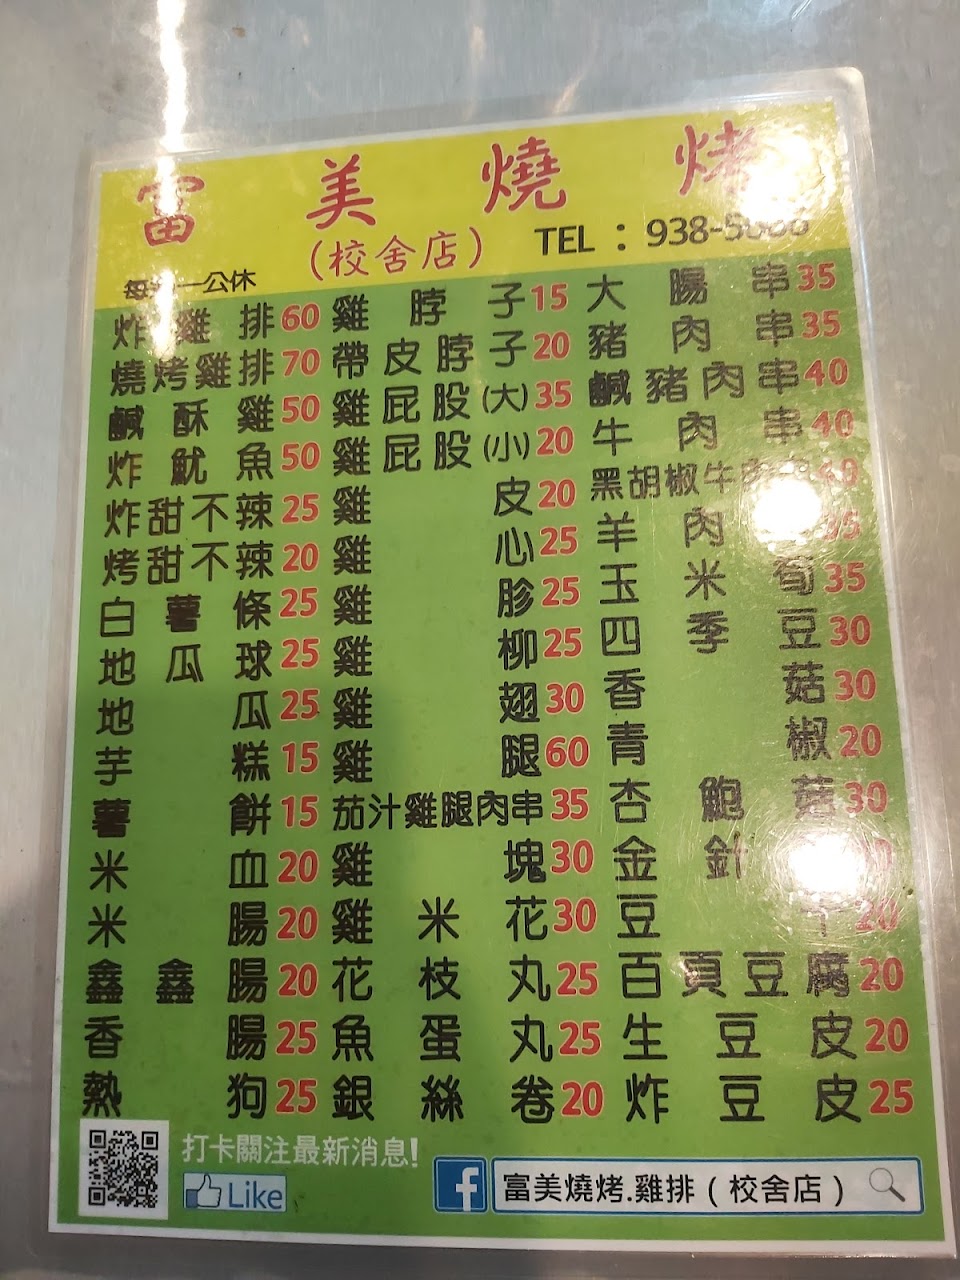 富美燒烤
(校舍店) TEL：938-5
每 一公休
炸雞排60
燒烤雞排70
鹹酥雞50
炸魷魚50
炸甜不辣25
烤甜不辣20
白薯條25
地瓜球25
地瓜25
芋糕15
薯餅15
米血20
米腸20
鑫鑫腸20
香腸25
熱狗25
雞脖子15
帶皮脖子20
雞屁股(大)35
雞屁股(小)20
雞皮20
雞心25
雞胗25
雞柳25
雞翅30
雞腿60
茄汁雞腿肉串35
雞塊30
雞米花30
花枝丸25
魚蛋丸25
銀絲卷20
大腸串35
豬肉串35
鹹豬肉串40
牛肉串40
黑胡椒牛
羊肉
玉米筍35
四季豆30
香菇30
青椒20
杏鮑菇30
金針
豆干20
百頁豆腐20
生豆皮20
炸豆皮25
打卡關注最新消息!
Like
f 富美燒烤.雞排（校舍店）